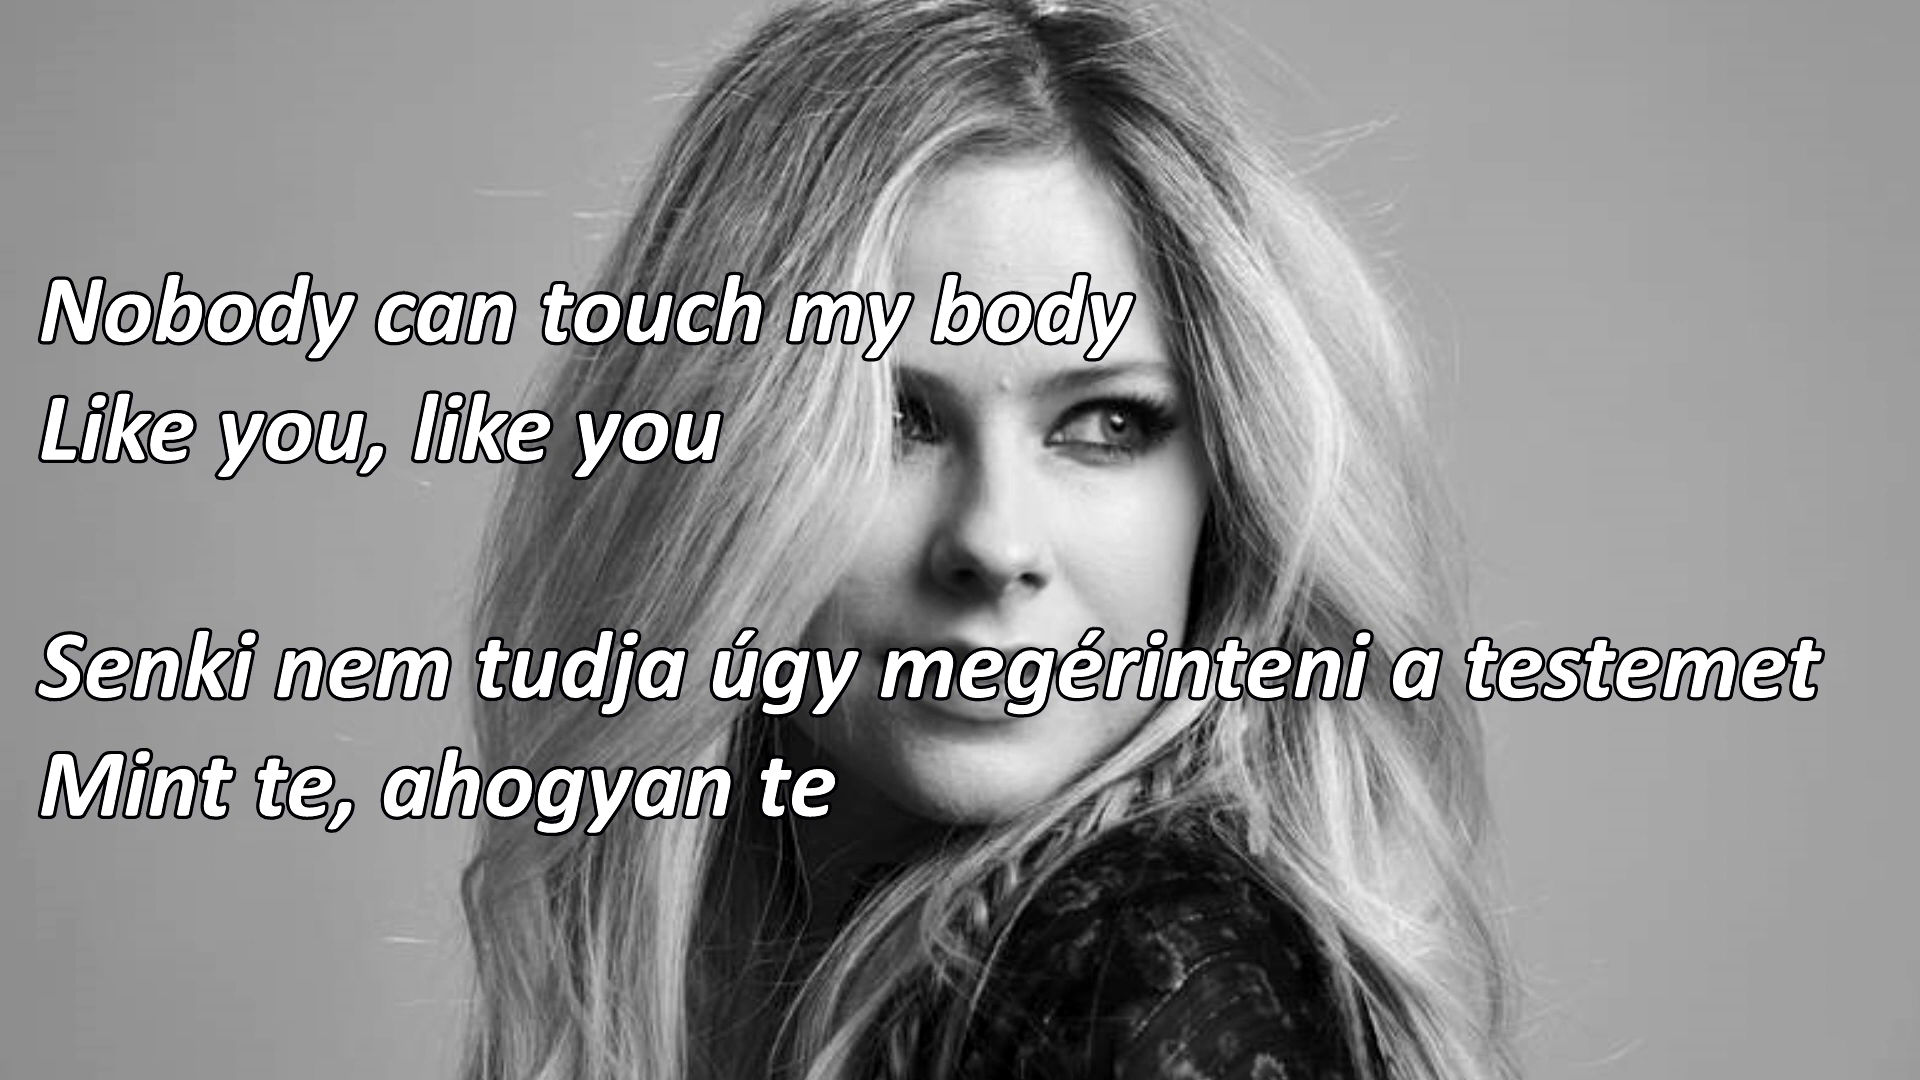 Nobody can touch my body
Like you, like you
Senki nem tudja úgy megérinteni a testemet
Mint te, ahogyan te